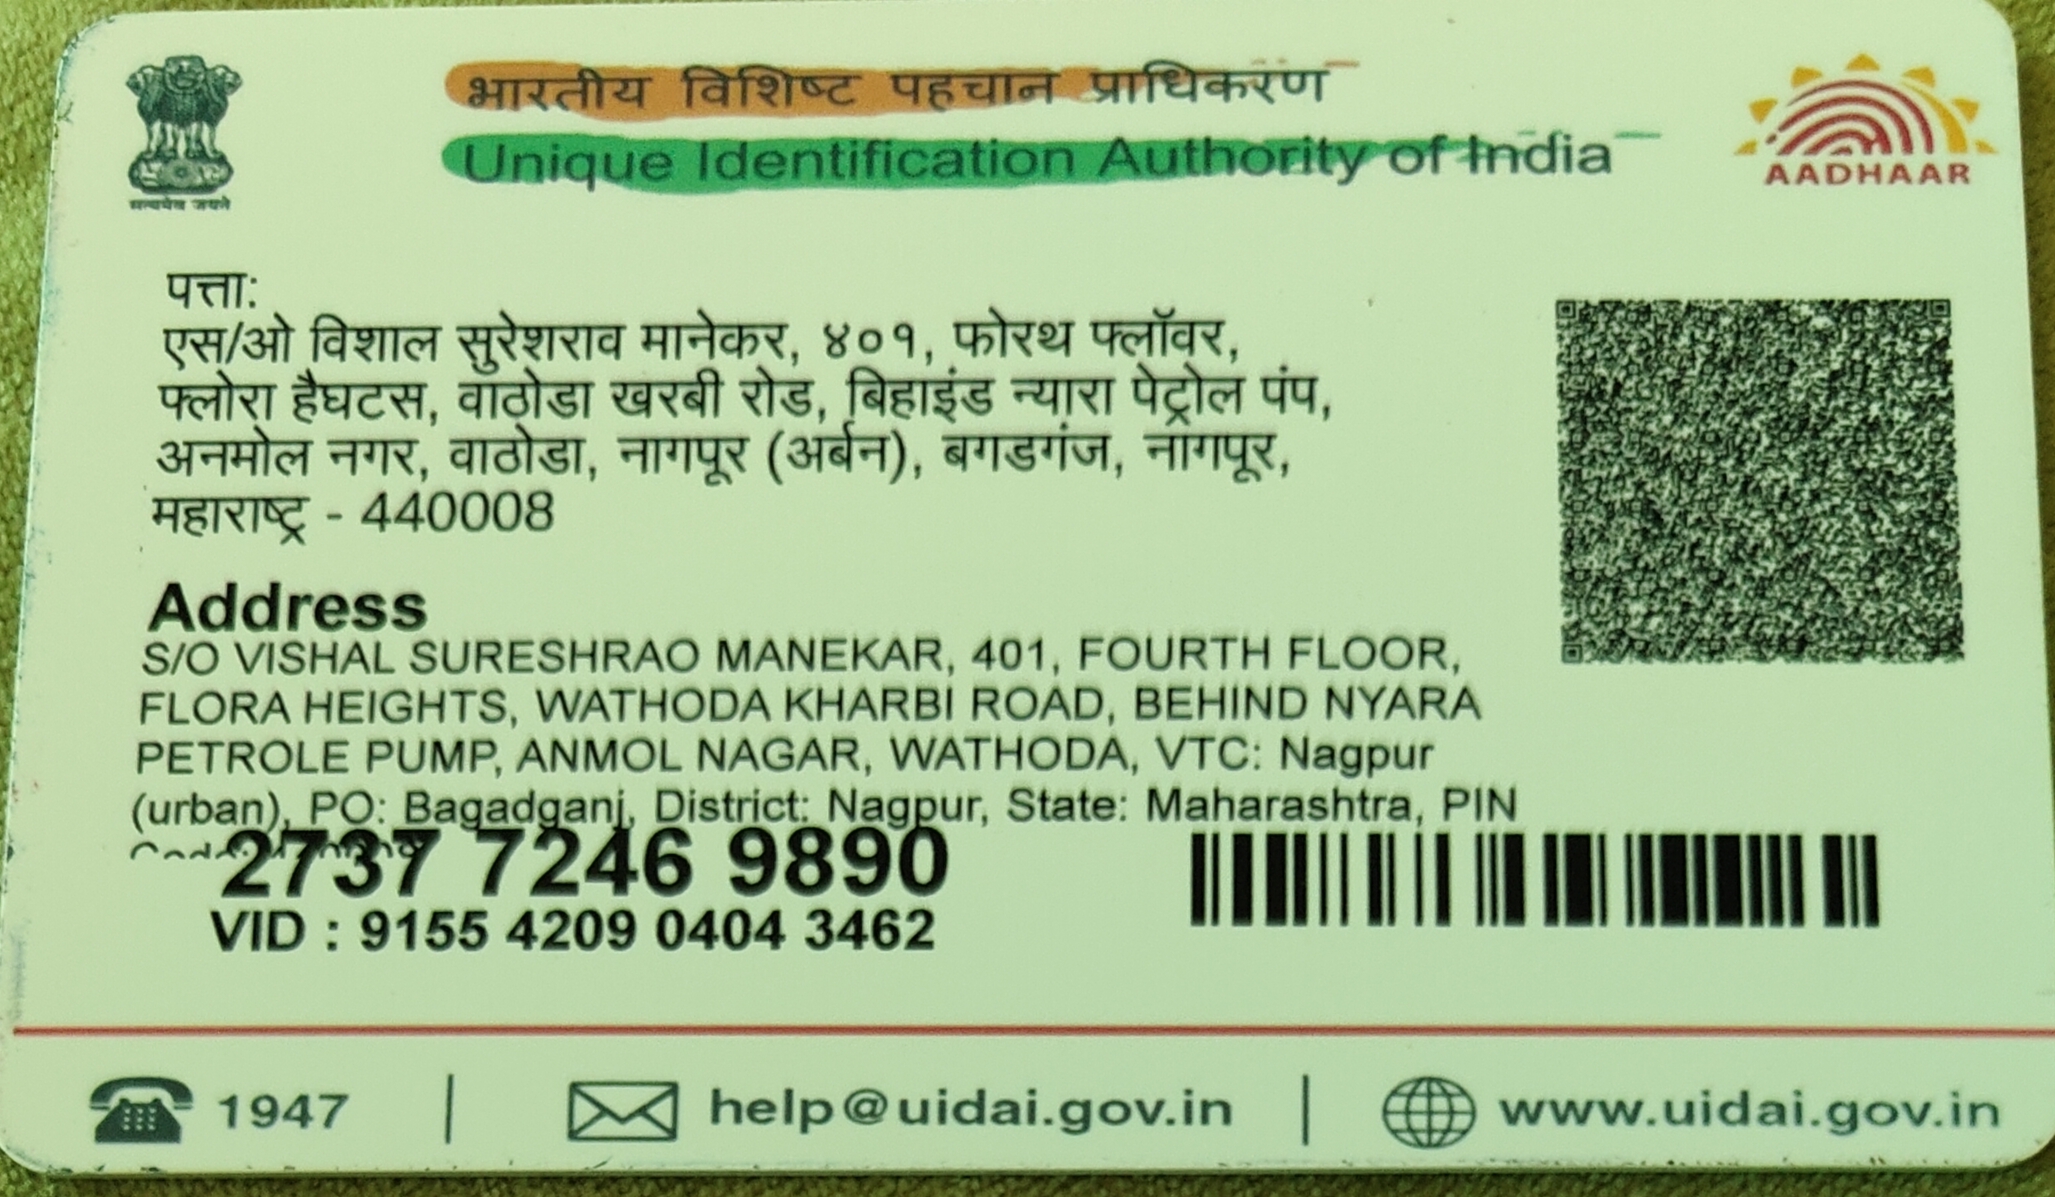 भारतीय विशिष्ट पहचान प्राधिकरण
Unique Identification Authority of India
AADHAAR
सत्यमेव जयते
पत्ता:
एस/ओ विशाल सुरेशराव मानेकर, ४०१, फोरथ फ्लॉवर,
फ्लोरा हैघटस, वाठोडा खरबी रोड, बिहाइंड न्यारा पेट्रोल पंप,
अनमोल नगर, वाठोडा, नागपूर (अर्बन), बगडगंज, नागपूर,
महाराष्ट्र - 440008
Address
S/O VISHAL SURESHRAO MANEKAR, 401, FOURTH FLOOR,
FLORA HEIGHTS, WATHODA KHARBI ROAD, BEHIND NYARA
PETROLE PUMP, ANMOL NAGAR, WATHODA, VTC: Nagpur
(urban), PO: Bagadganj, District: Nagpur, State: Maharashtra, PIN
2737 7246 9890
VID : 9155 4209 0404 3462
1947
help@uidai.gov.in
www.uidai.gov.in